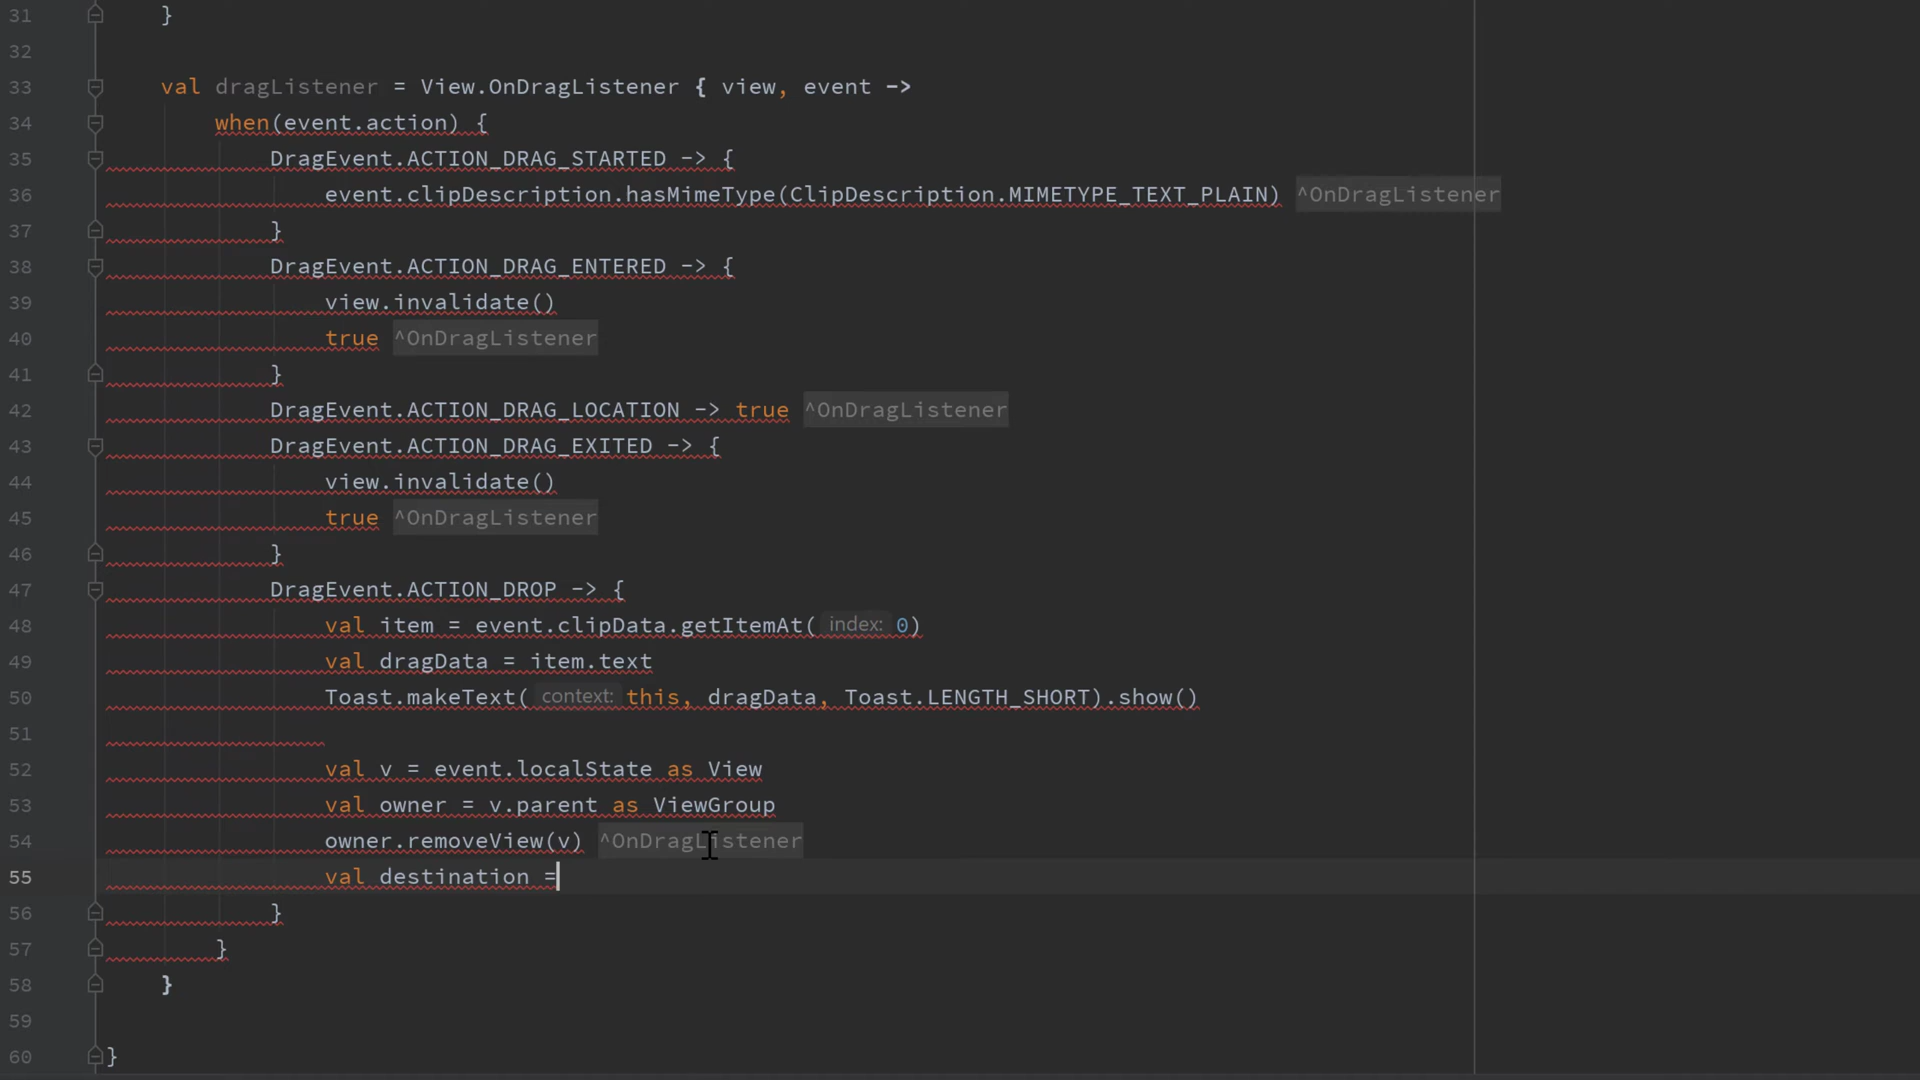 31 }
32
33 val dragListener = View.OnDragListener { view, event ->
34 when(event.action) {
35 DragEvent.ACTION_DRAG_STARTED -> {
36 event.clipDescription.hasMimeType(ClipDescription.MIMETYPE_TEXT_PLAIN) ^OnDragListener
37 }
38 DragEvent.ACTION_DRAG_ENTERED -> {
39 view.invalidate()
40 true ^OnDragListener
41 }
42 DragEvent.ACTION_DRAG_LOCATION -> true ^OnDragListener
43 DragEvent.ACTION_DRAG_EXITED -> {
44 view.invalidate()
45 true ^OnDragListener
46 }
47 DragEvent.ACTION_DROP -> {
48 val item = event.clipData.getItemAt( index: 0)
49 val dragData = item.text
50 Toast.makeText( context: this, dragData, Toast.LENGTH_SHORT).show()
51
52 val v = event.localState as View
53 val owner = v.parent as ViewGroup
54 owner.removeView(v) ^OnDragListener
55 val destination =
56 }
57 }
58 }
59
60 }